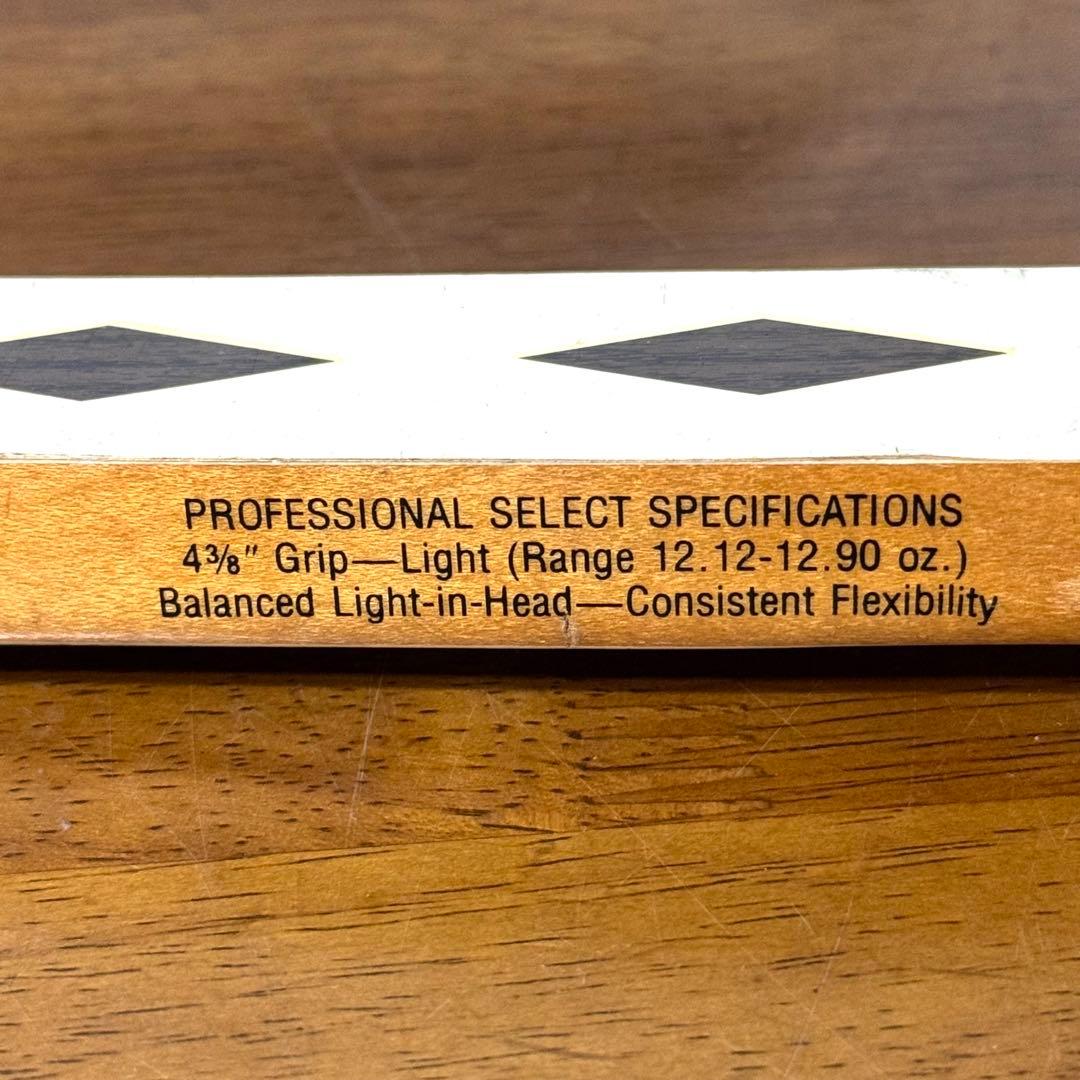 PROFESSIONAL SELECT SPECIFICATIONS
4⅜" Grip—Light (Range 12.12-12.90 oz.)
Balanced Light-in-Head—Consistent Flexibility